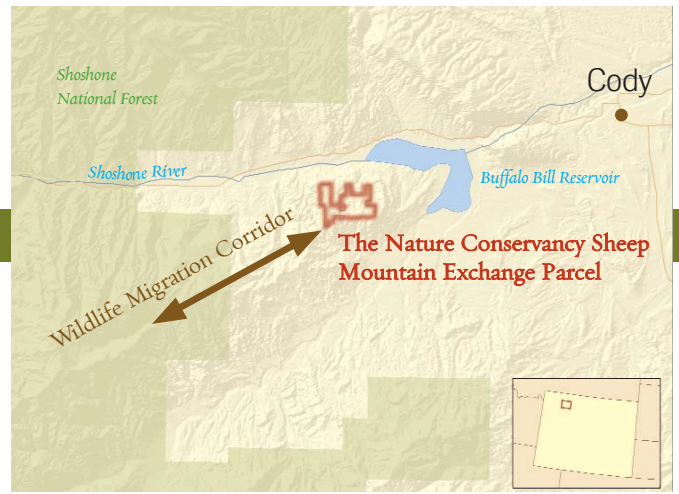 Shoshone
National Forest
Cody
Shoshone River
Buffalo Bill Reservoir
Wildlife Migration Corridor
The Nature Conservancy Sheep
Mountain Exchange Parcel